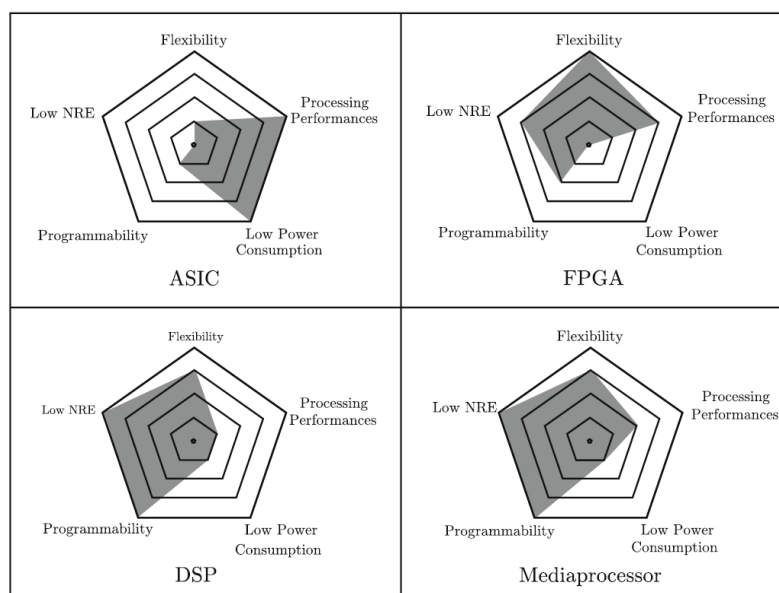 Flexibility
Low NRE
Processing
Performances
Programmability
Low Power
Consumption
ASIC
Flexibility
Low NRE
Processing
Performances
Programmability
Low Power
Consumption
FPGA
Flexibility
Low NRE
Processing
Performances
Programmability
Low Power
Consumption
DSP
Flexibility
Low NRE
Processing
Performances
Programmability
Low Power
Consumption
Mediaprocessor